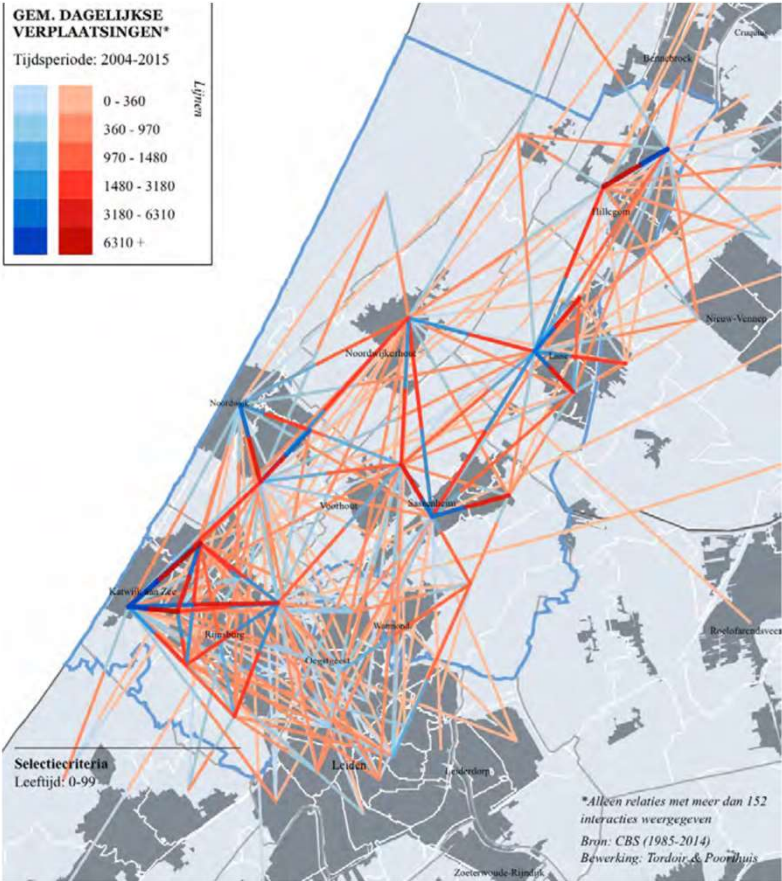 GEM. DAGELIJKSE
VERPLAATSINGEN*
Tijdsperiode: 2004-2015
Lijnen
0 - 360
360 - 970
970 - 1480
1480 - 3180
3180 - 6310
6310 +
Cruquius
Bennebroek
Hillegom
Nieuw-Vennep
Noordwijkerhout
Lisse
Noordwijk
Voorhout
Sassenheim
Katwijk aan Zee
Rijnsburg
Warmond
Roelofarendsveen
Oegstgeest
Leiden
Leiderdorp
Zoeterwoude-Rijndijk
Selectiecriteria
Leeftijd: 0-99
*Alleen relaties met meer dan 152
interacties weergegeven
Bron: CBS (1985-2014)
Bewerking: Tordoir & Poorthuis